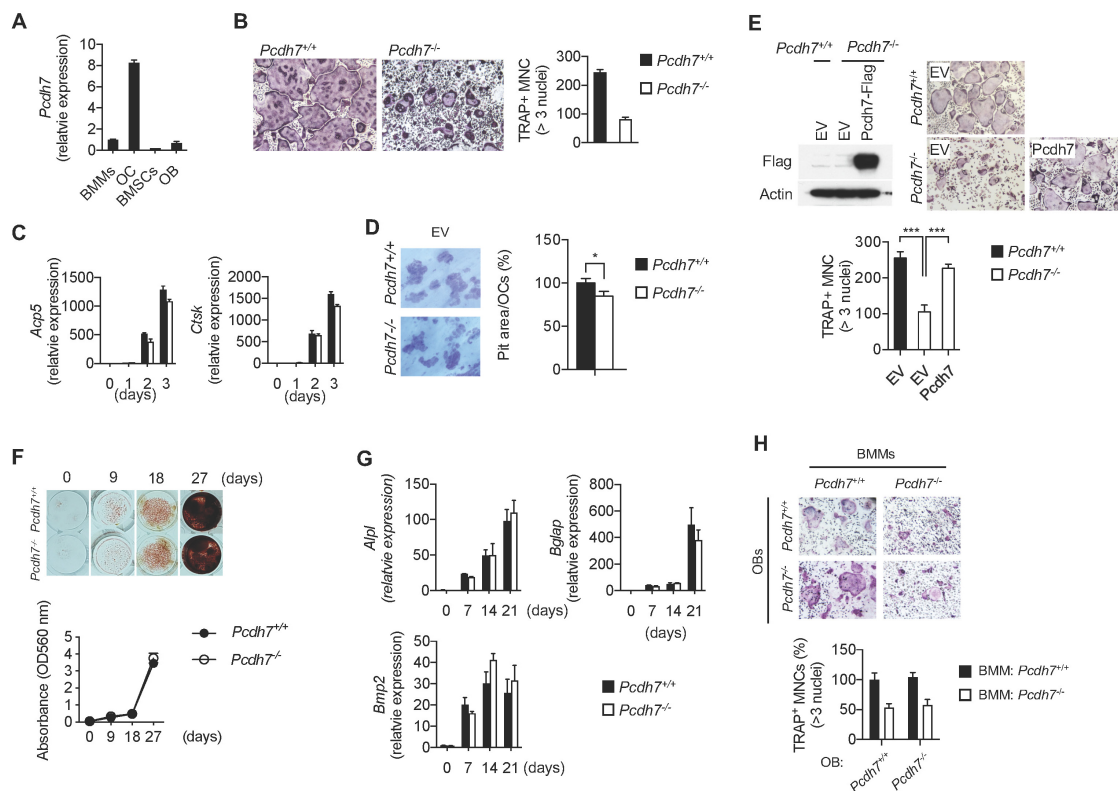 A
Pcdh7
(relatvie expression)
10
8
6
4
2
0
BMMs
OC
BMSCs
OB
B
Pcdh7+/+
Pcdh7-/-
TRAP+ MNC
(> 3 nuclei)
300
200
100
0
Pcdh7+/+
Pcdh7-/-
C
Acp5
(relatvie expression)
1500
1000
500
0
0 1 2 3
(days)
Ctsk
(relatvie expression)
2000
1500
1000
500
0
0 1 2 3
(days)
D
EV
Pcdh7+/+
Pcdh7-/-
Pit area/OCs (%)
150
100
50
0
*
Pcdh7+/+
Pcdh7-/-
E
Pcdh7+/+ Pcdh7-/-
EV
EV
Pcdh7-Flag
Flag
Actin
Pcdh7+/+
EV
Pcdh7-/-
EV
Pcdh7
TRAP+ MNC
(> 3 nuclei)
300
200
100
0
*** ***
EV
EV
Pcdh7
Pcdh7+/+
Pcdh7-/-
F
0 9 18 27 (days)
Pcdh7+/+
Pcdh7-/-
Absorbance (OD560 nm)
5
4
3
2
1
0
0 9 18 27 (days)
Pcdh7+/+
Pcdh7-/-
G
Alpl
(relatvie expression)
150
100
50
0
0 7 14 21 (days)
Bglap
(relatvie expression)
800
600
400
200
0
0 7 14 21
(days)
Bmp2
(relatvie expression)
50
40
30
20
10
0
0 7 14 21 (days)
Pcdh7+/+
Pcdh7-/-
H
BMMs
Pcdh7+/+ Pcdh7-/-
OBs
Pcdh7+/+
Pcdh7-/-
TRAP+ MNCs (%)
(>3 nuclei)
150
100
50
0
OB:
Pcdh7+/+
Pcdh7-/-
BMM: Pcdh7+/+
BMM: Pcdh7-/-